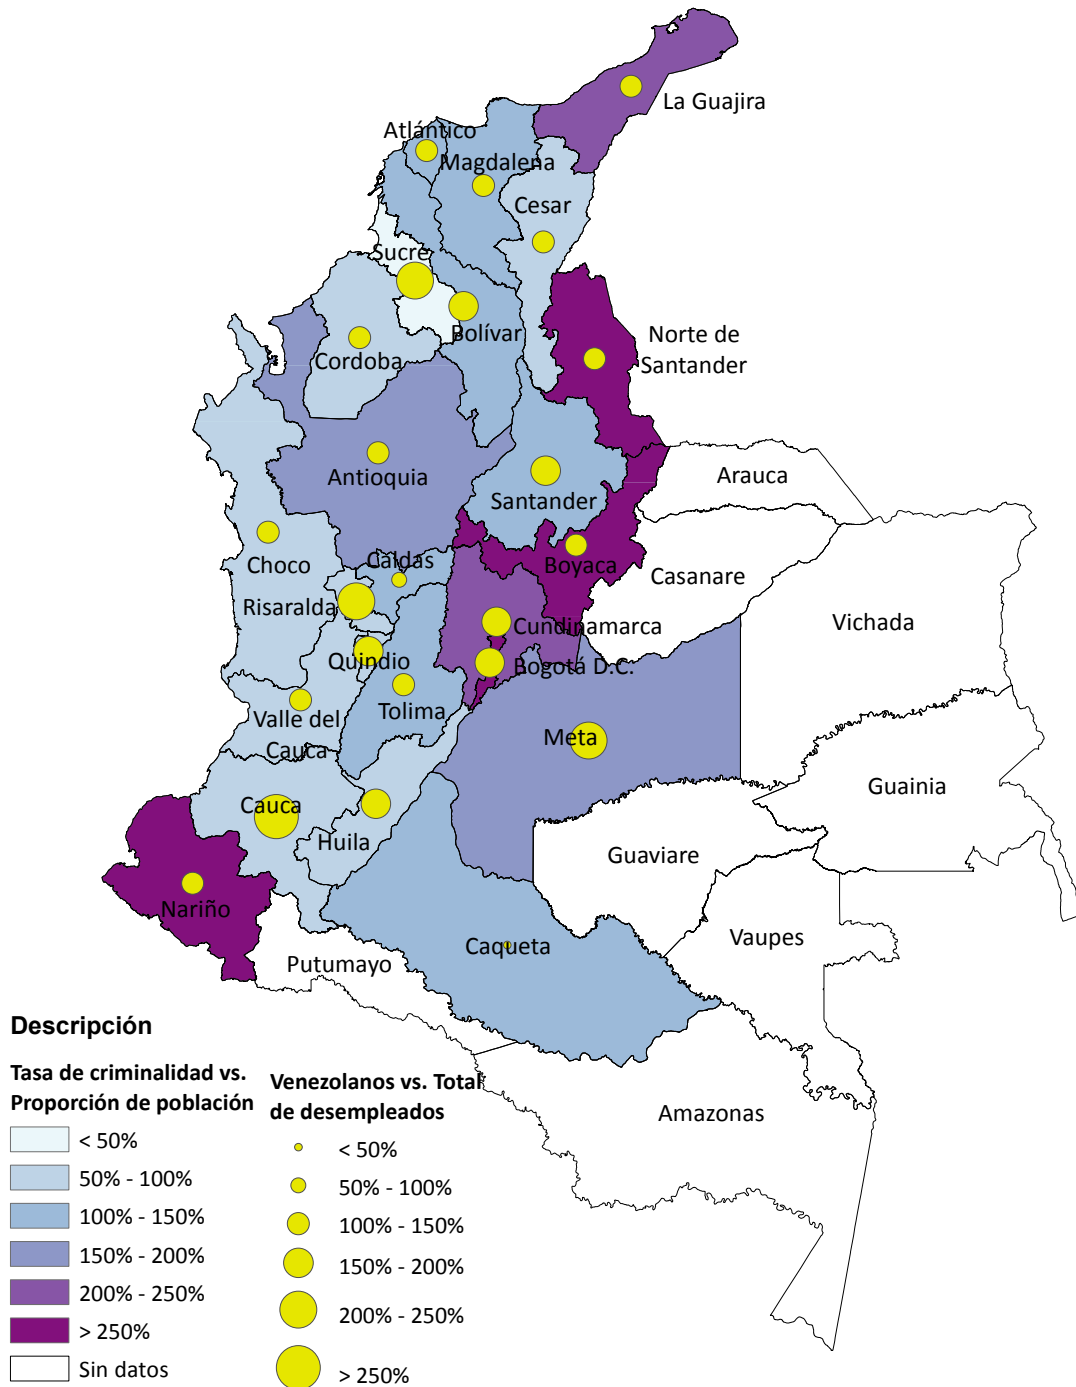 La Guajira
Atlántico
Magdalena
Cesar
Sucre
Bolívar
Cordoba
Norte de
Santander
Antioquia
Santander
Arauca
Choco
Caldas
Boyaca
Casanare
Risaralda
Vichada
Cundinamarca
Quindio
Bogotá D.C.
Tolima
Valle del
Cauca
Meta
Guainia
Cauca
Huila
Guaviare
Nariño
Vaupes
Caqueta
Putumayo
Amazonas
Descripción
Tasa de criminalidad vs.
Proporción de población
< 50%
50% - 100%
100% - 150%
150% - 200%
200% - 250%
> 250%
Sin datos
Venezolanos vs. Total
de desempleados
< 50%
50% - 100%
100% - 150%
150% - 200%
200% - 250%
> 250%